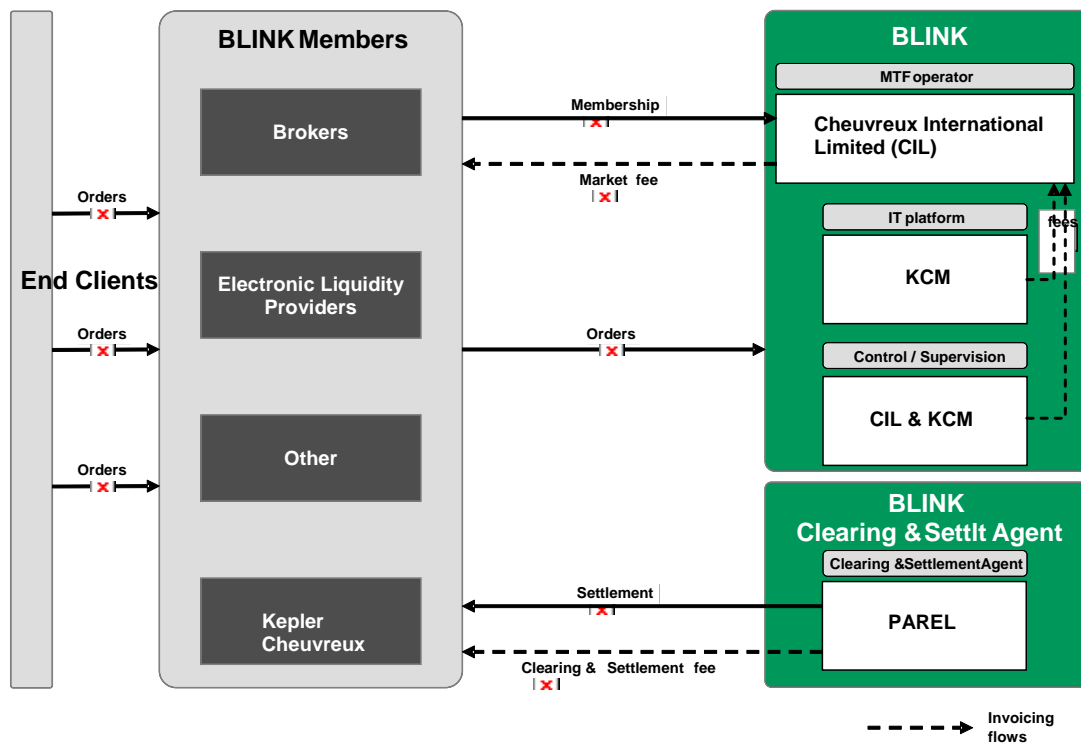 BLINK Members
Brokers
Electronic Liquidity
Providers
Other
Kepler
Cheuvreux
End Clients
Orders
Orders
Orders
Membership
Market fee
Orders
Settlement
Clearing & Settlement fee
BLINK
MTF operator
Cheuvreux International
Limited (CIL)
IT platform
KCM
fees
Control / Supervision
CIL & KCM
BLINK
Clearing & Settlt Agent
Clearing &SettlementAgent
PAREL
Invoicing
flows